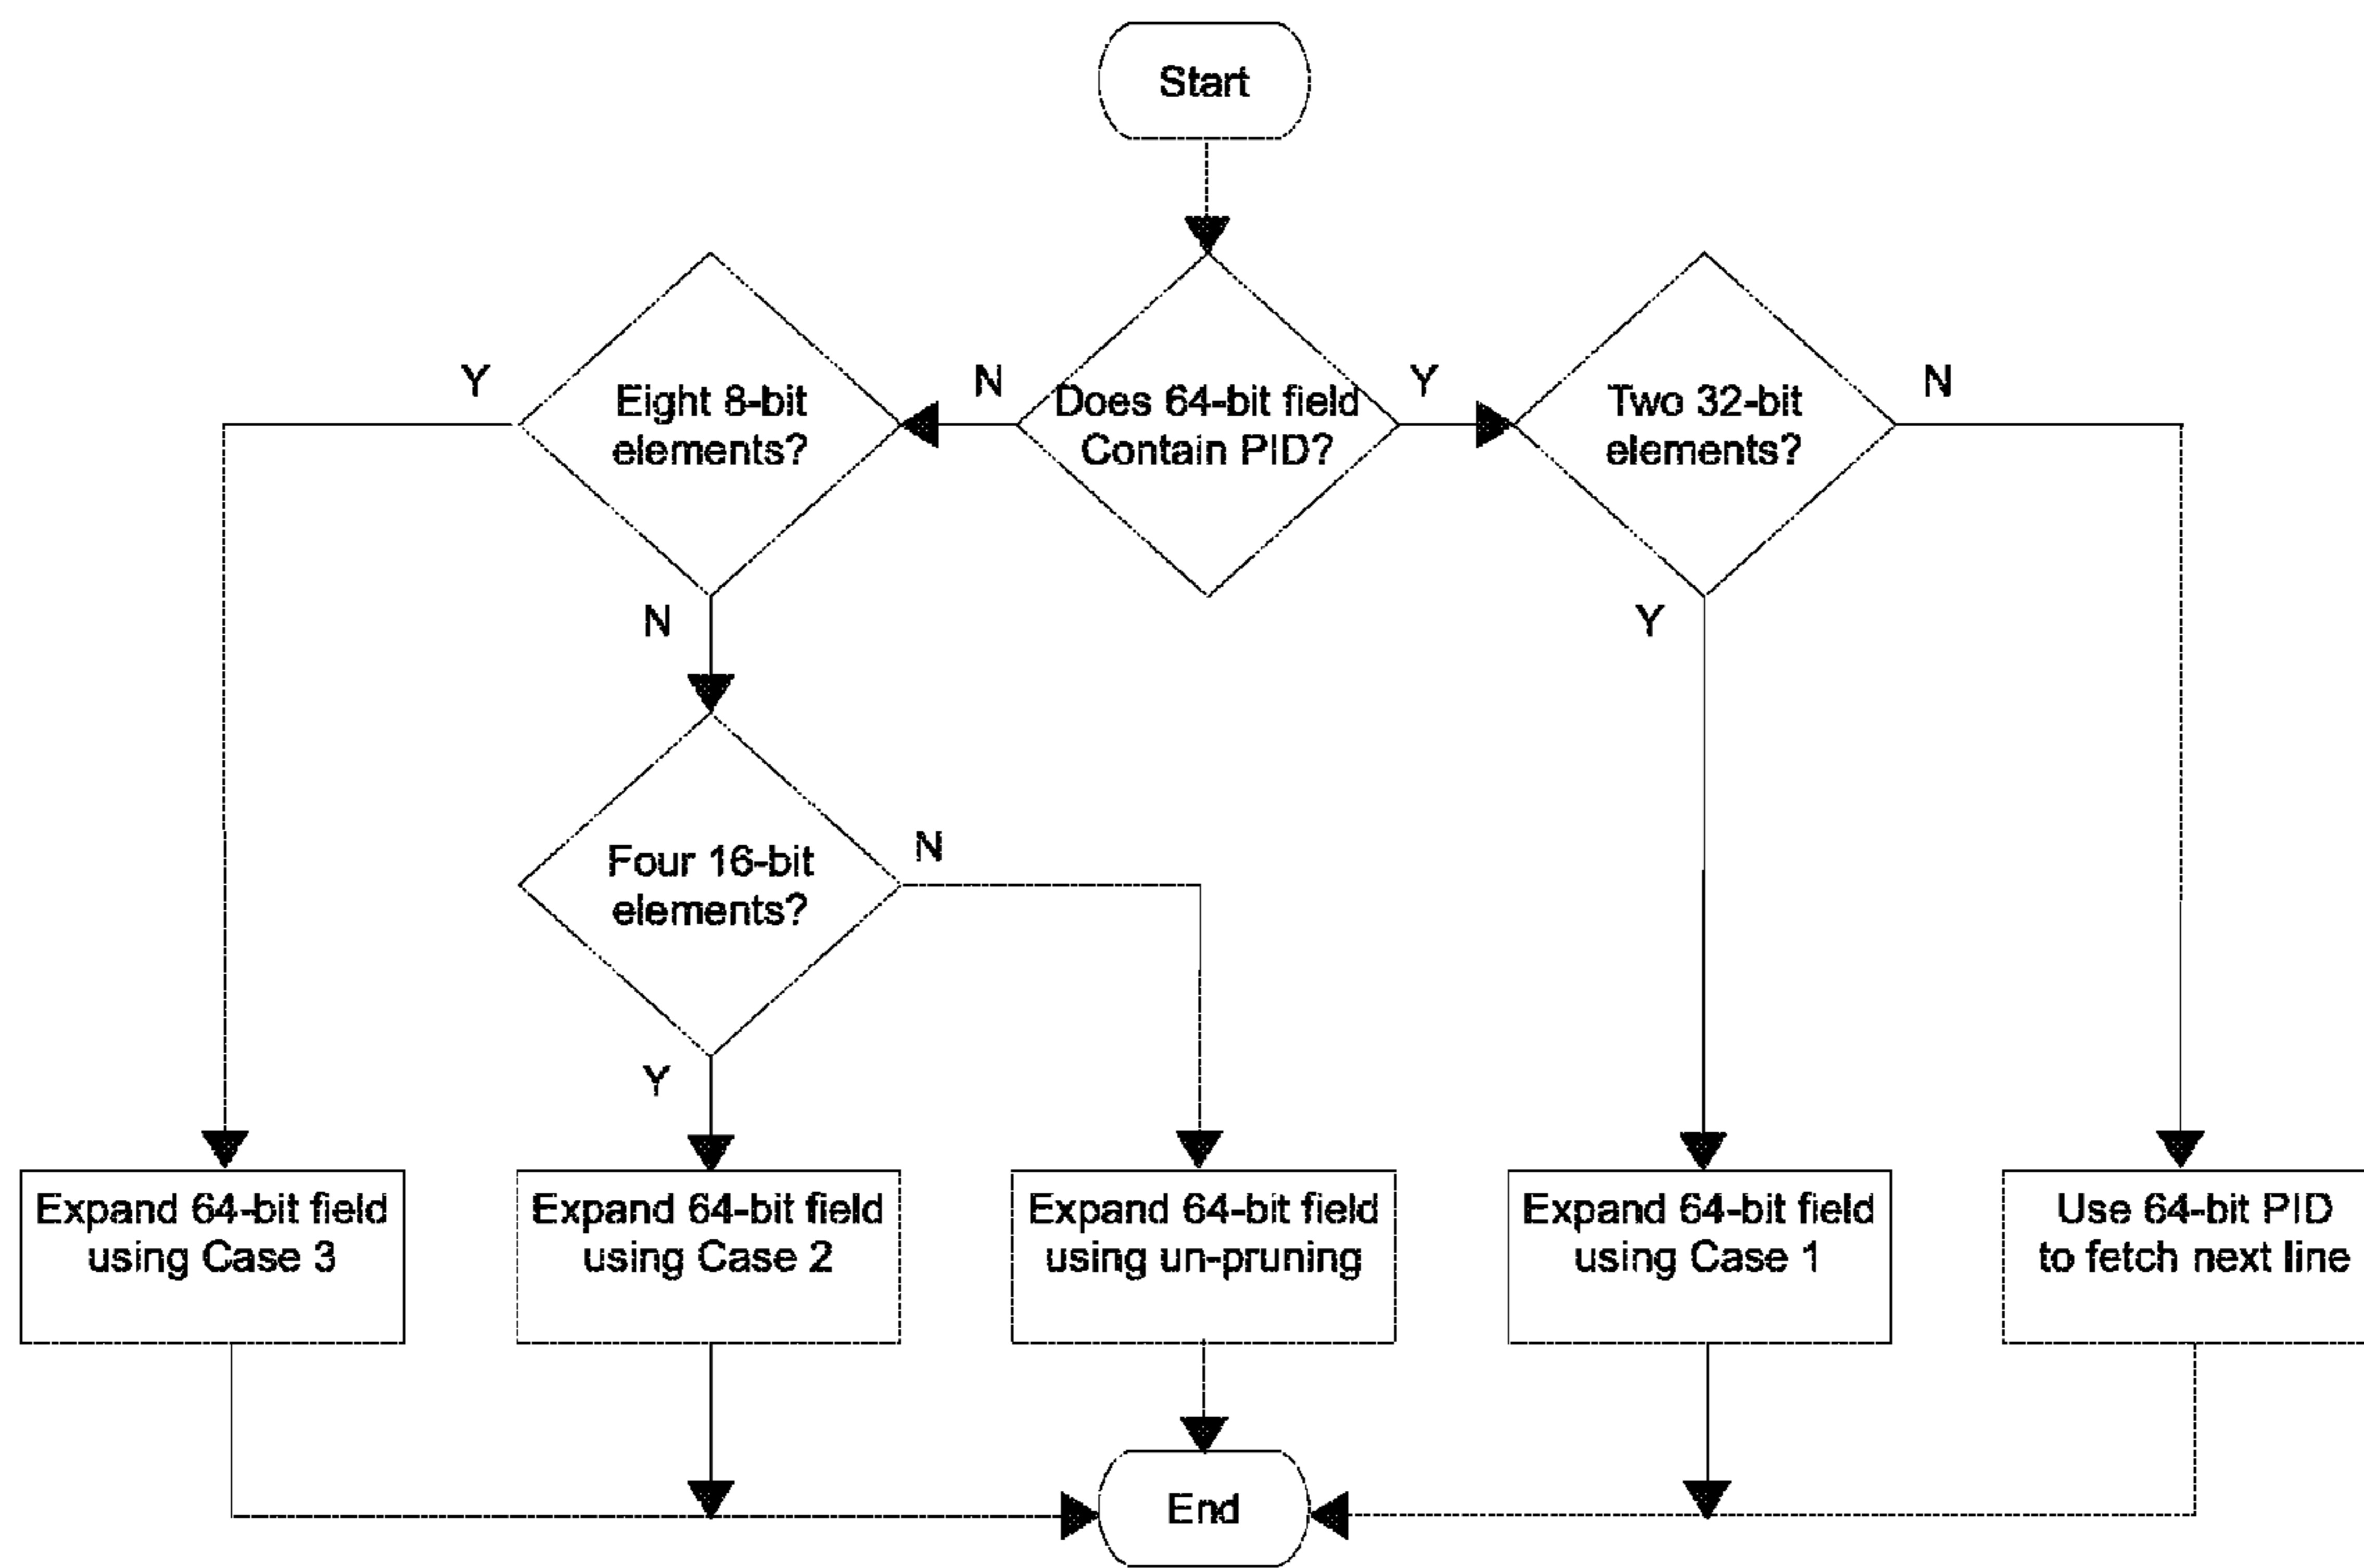 Start
Y
Eight 8-bit
elements?
N
Does 64-bit field
Contain PID?
Y
Two 32-bit
elements?
N
N
Y
Four 16-bit
elements?
N
Y
Expand 64-bit field
using Case 3
Expand 64-bit field
using Case 2
Expand 64-bit field
using un-pruning
Expand 64-bit field
using Case 1
Use 64-bit PID
to fetch next line
End